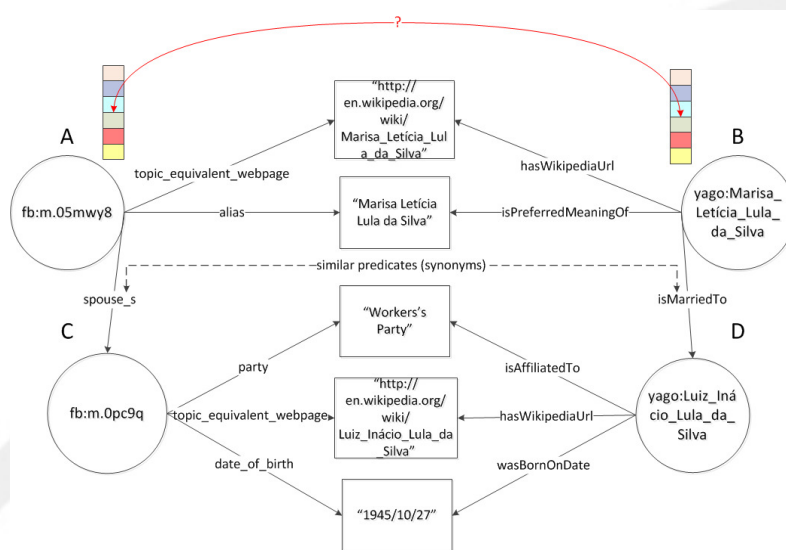 ?
A
B
"http://
en.wikipedia.org/
wiki/
Marisa_Letícia_Lul
a_da_Silva"
topic_equivalent_webpage
hasWikipediaUrl
fb:m.05mwy8
alias
"Marisa Letícia
Lula da Silva"
isPreferredMeaningOf
yago:Marisa_
Letícia_Lula_
da_Silva
similar predicates (synonyms)
spouse_s
isMarriedTo
C
D
"Workers's
Party"
party
isAffiliatedTo
fb:m.0pc9q
topic_equivalent_webpage
"http://
en.wikipedia.org/
wiki/
Luiz_Inácio_Lula_da
_Silva"
hasWikipediaUrl
yago:Luiz_Iná
cio_Lula_da_
Silva
date_of_birth
wasBornOnDate
"1945/10/27"